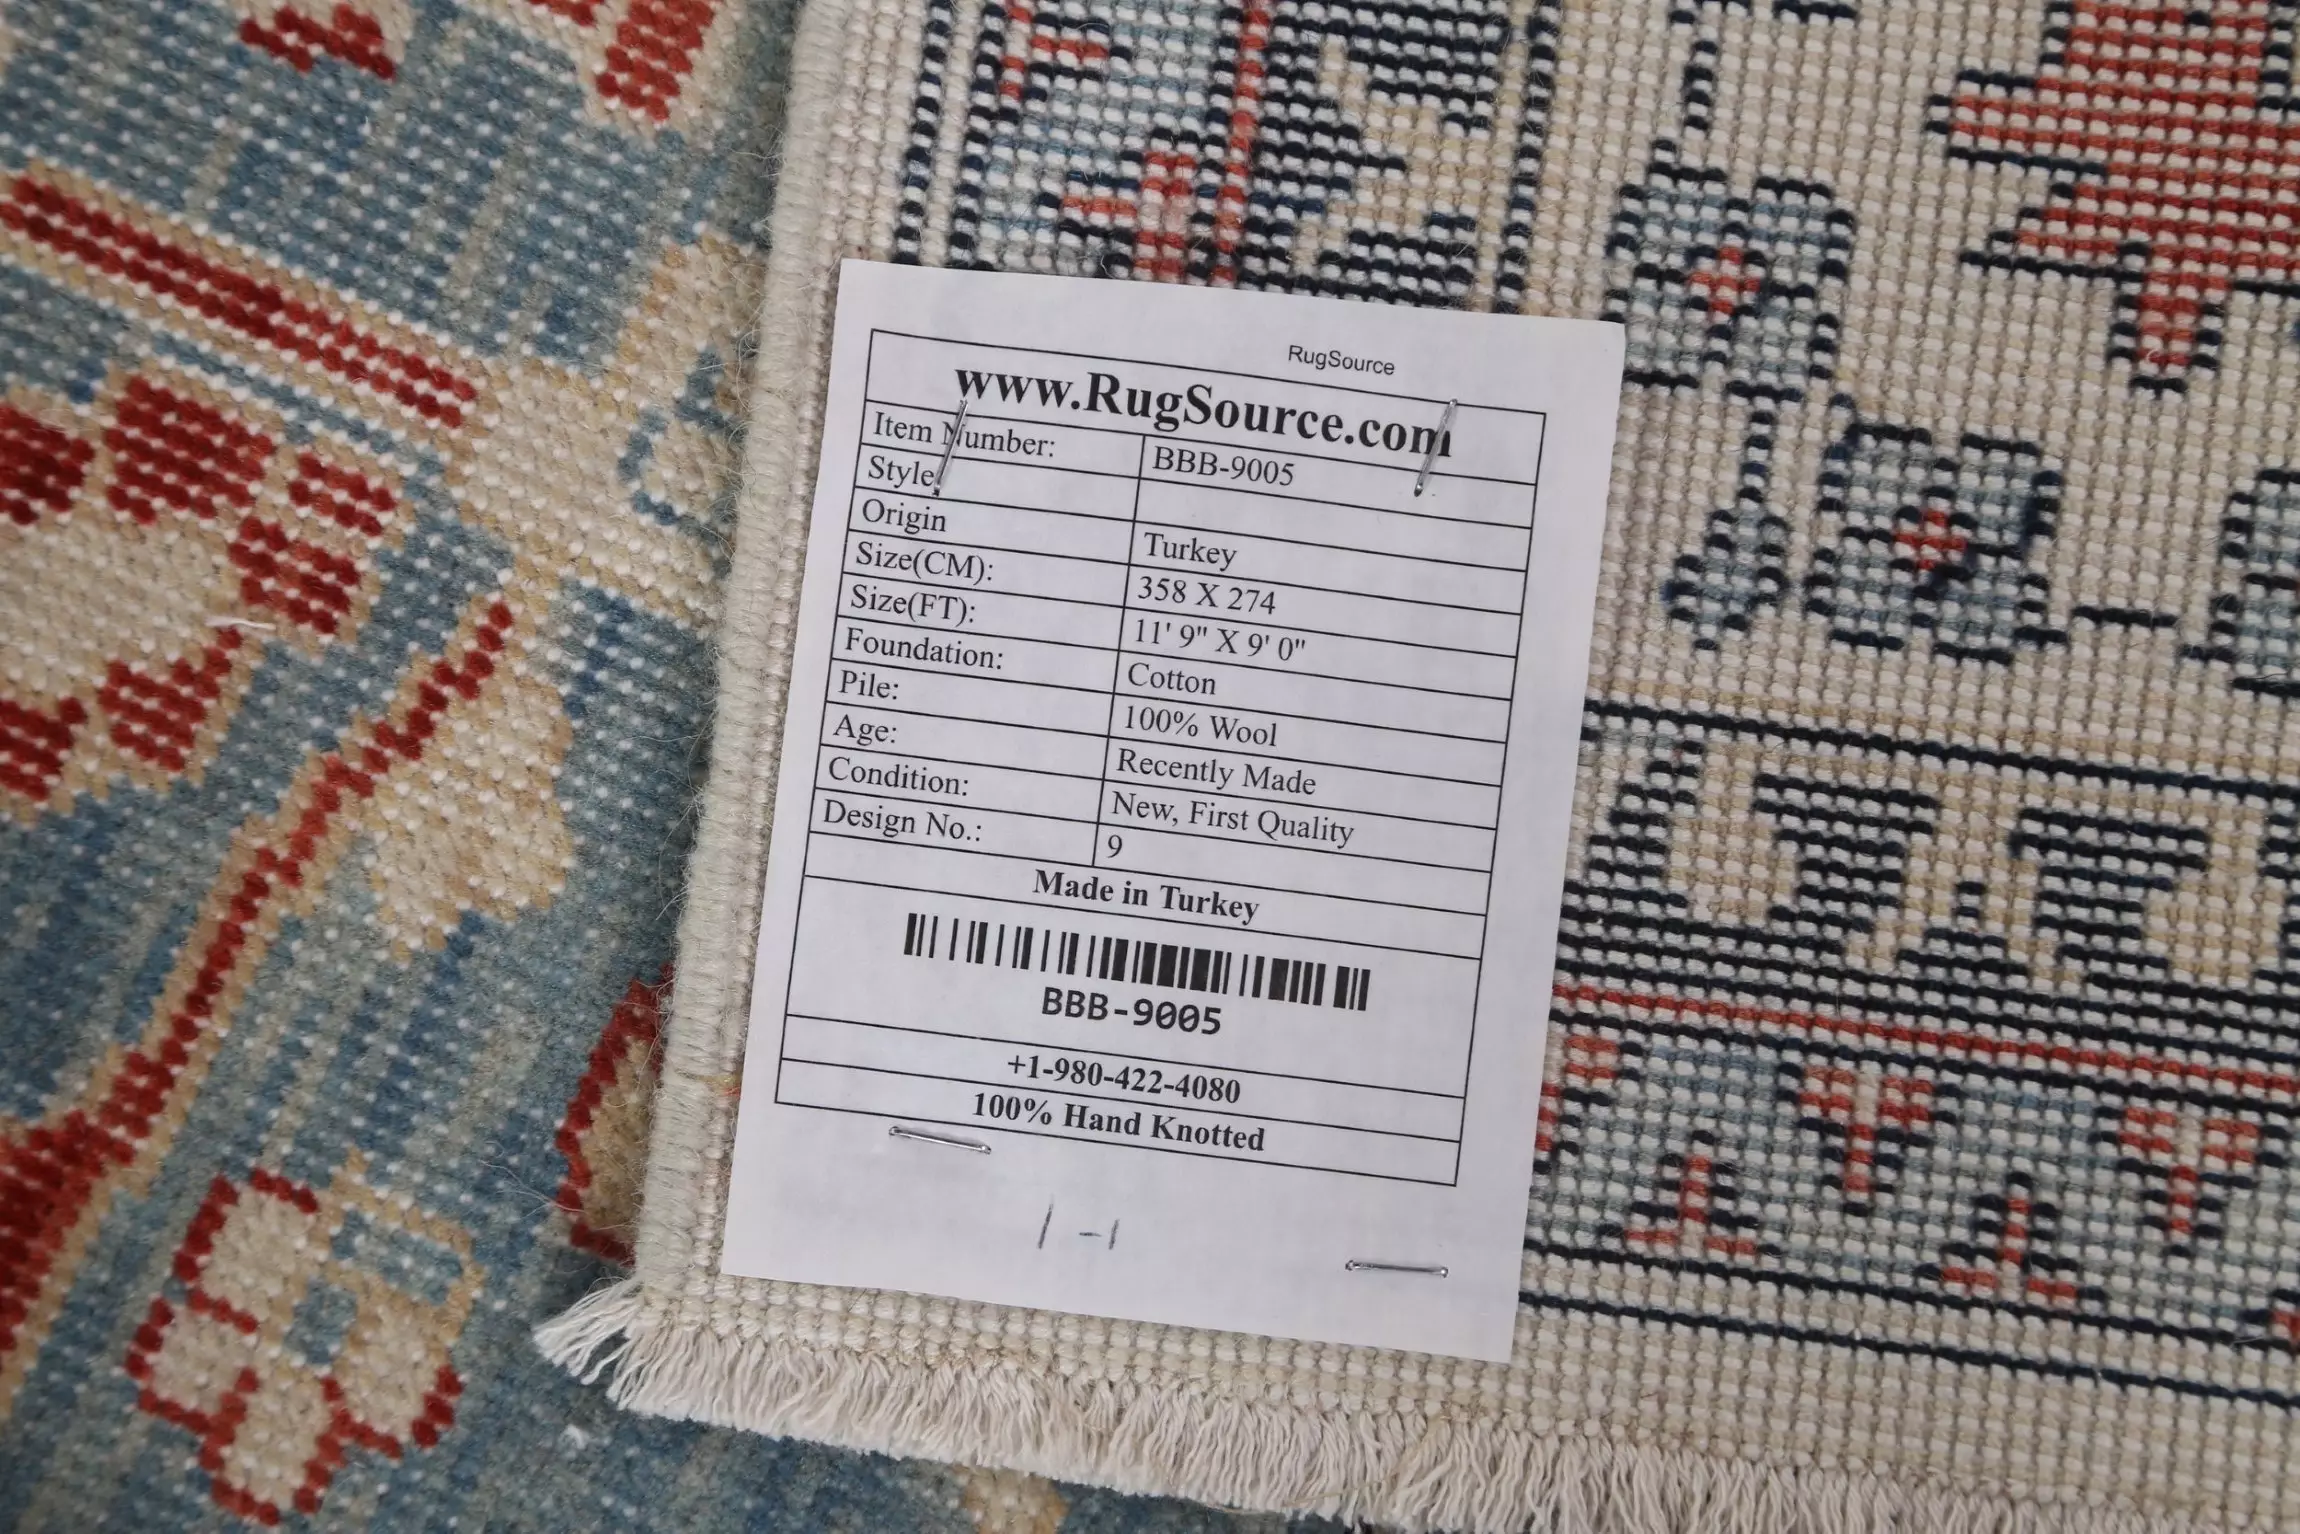 RugSource
www.RugSource.com
Item Number: BBB-9005
Style
Origin Turkey
Size(CM): 358 X 274
Size(FT): 11' 9" X 9' 0"
Foundation: Cotton
Pile: 100% Wool
Age: Recently Made
Condition: New, First Quality
Design No.: 9
Made in Turkey
BBB-9005
+1-980-422-4080
100% Hand Knotted
1 -1